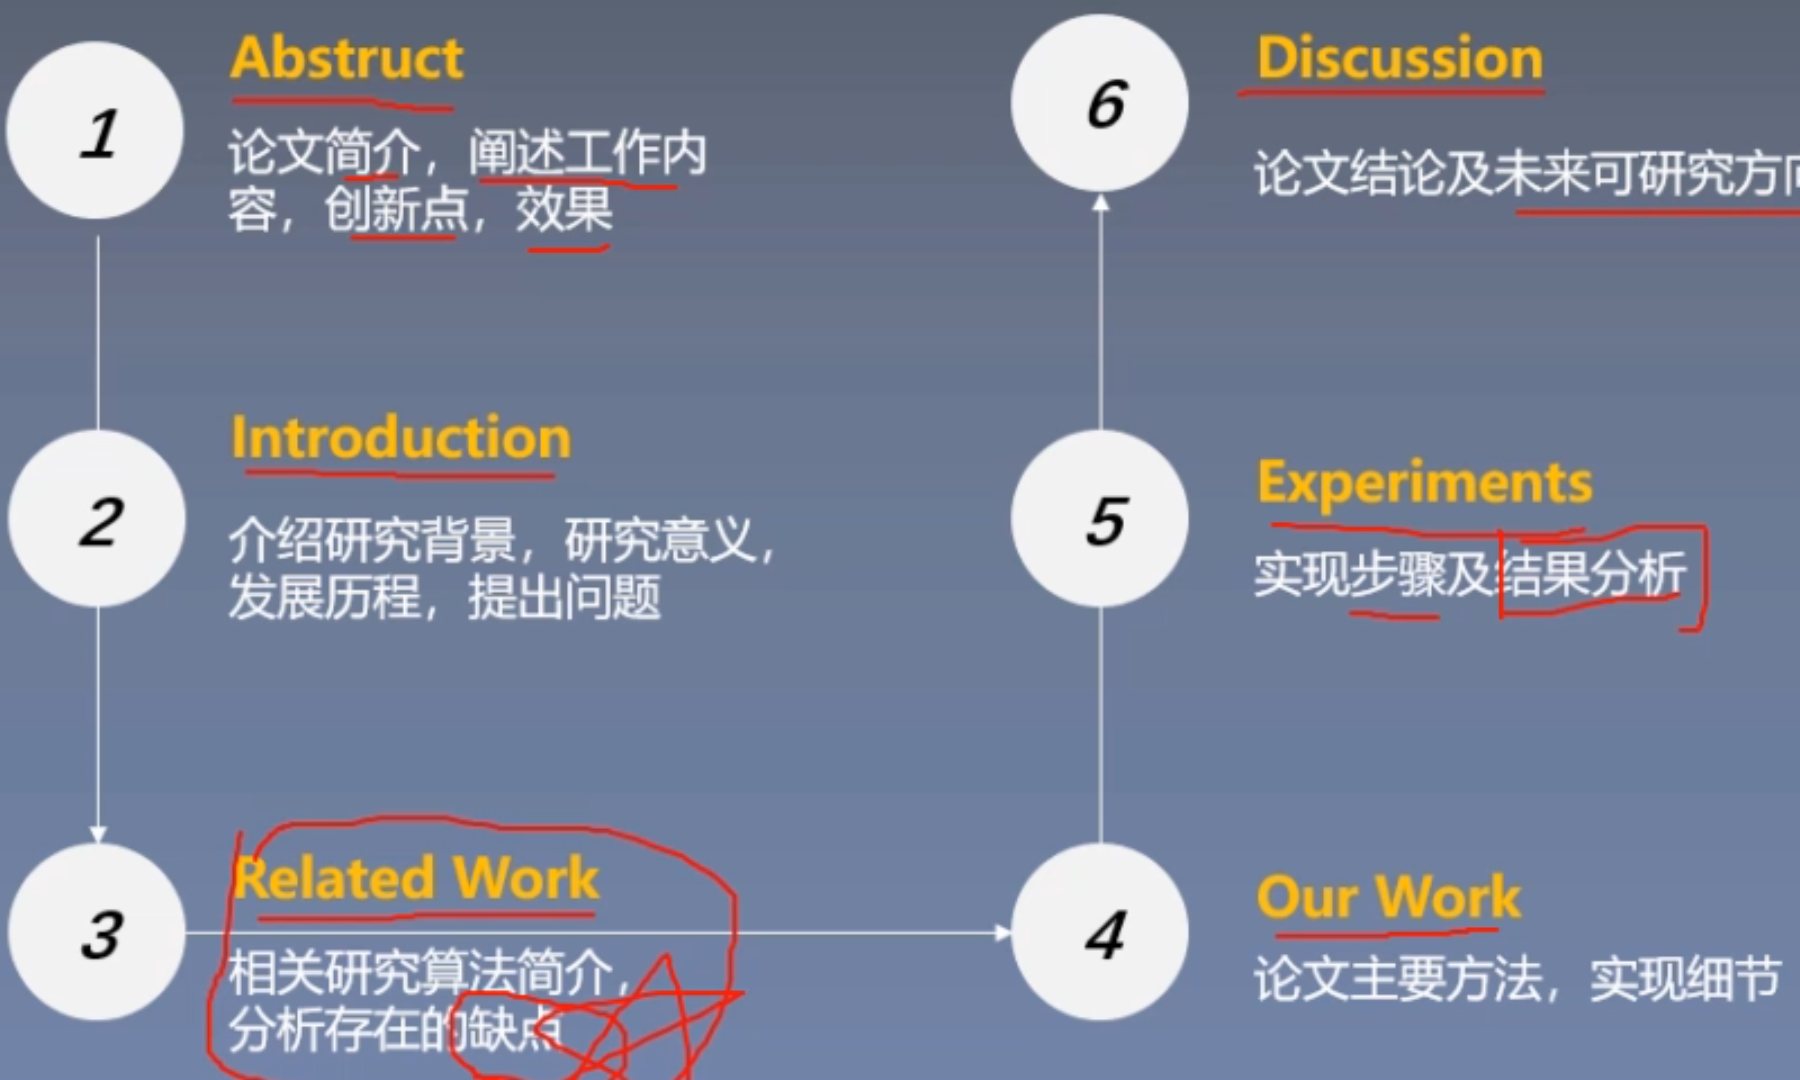 1
Abstruct
论文简介，阐述工作内
容，创新点，效果
2
Introduction
介绍研究背景，研究意义，
发展历程，提出问题
3
Related Work
相关研究算法简介，
分析存在的缺点
4
Our Work
论文主要方法，实现细节
5
Experiments
实现步骤及结果分析
6
Discussion
论文结论及未来可研究方向